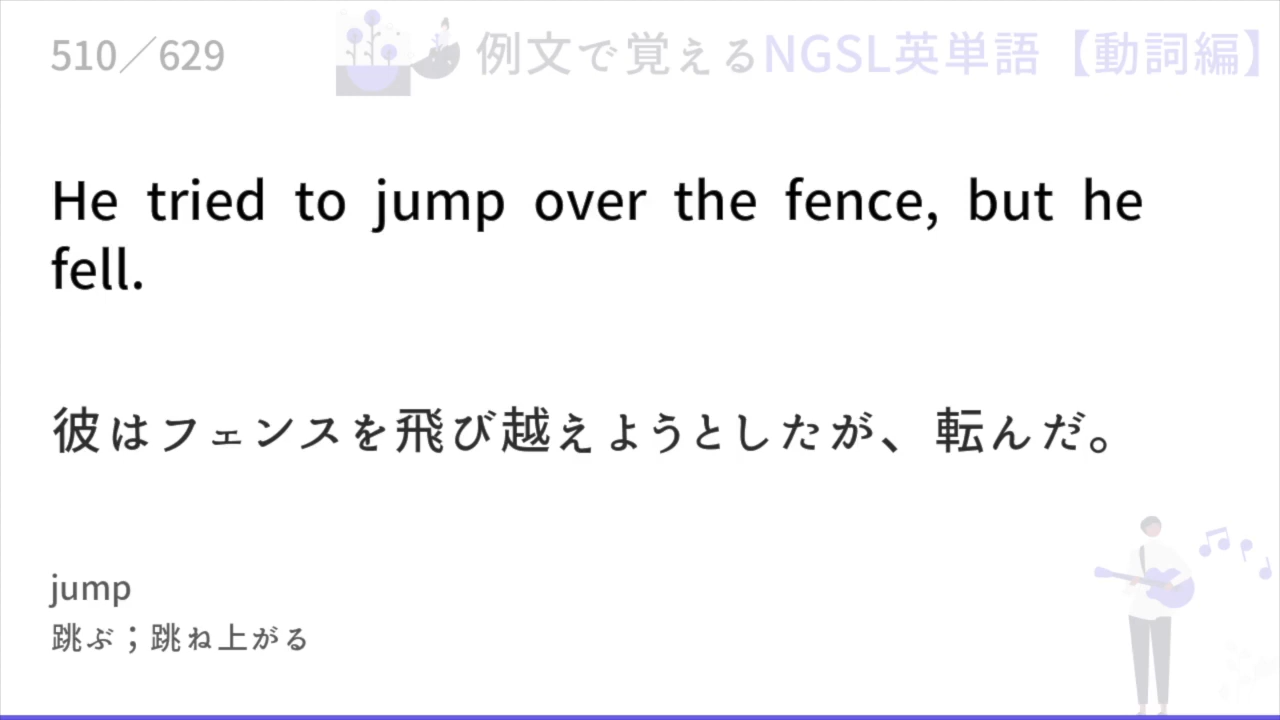 510／629
例文で覚えるNGSL英単語【動詞編】
He tried to jump over the fence, but he
fell.
彼はフェンスを飛び越えようとしたが、転んだ。
jump
跳ぶ；跳ね上がる